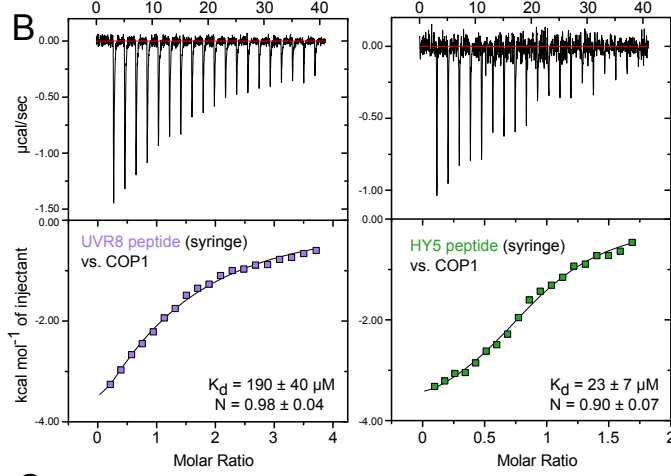 B
0 10 20 30 40
0.00
-0.50
-1.00
-1.50
µcal/sec
0.00
-2.00
-4.00
kcal mol-1 of injectant
UVR8 peptide (syringe)
vs. COP1
Kd = 190 ± 40 µM
N = 0.98 ± 0.04
0 1 2 3 4
Molar Ratio
0 10 20 30 40
0.00
-0.50
-1.00
0.00
-2.00
-4.00
HY5 peptide (syringe)
vs. COP1
Kd = 23 ± 7 µM
N = 0.90 ± 0.07
0 0.5 1 1.5 2
Molar Ratio